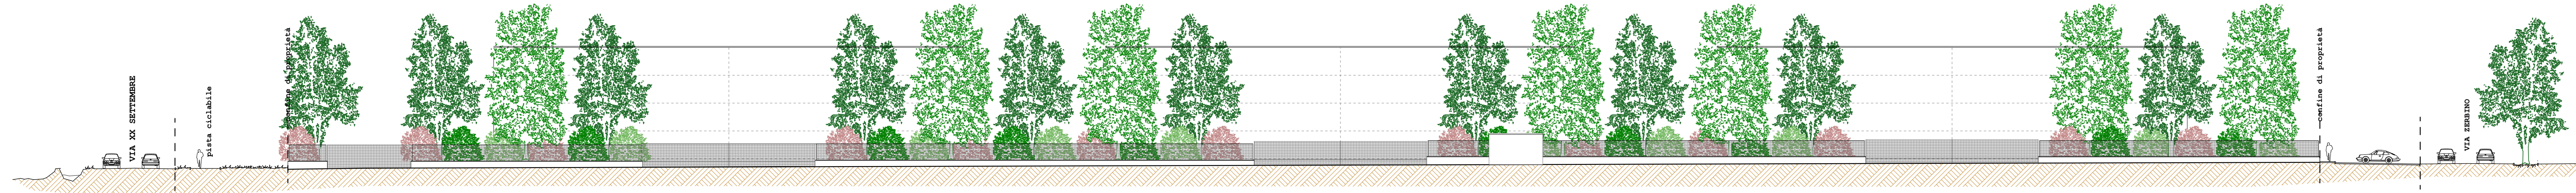 VIA XX SETTEMBRE
pista ciclabile
confine di proprietà
confine di proprietà
VIA ZERBINO